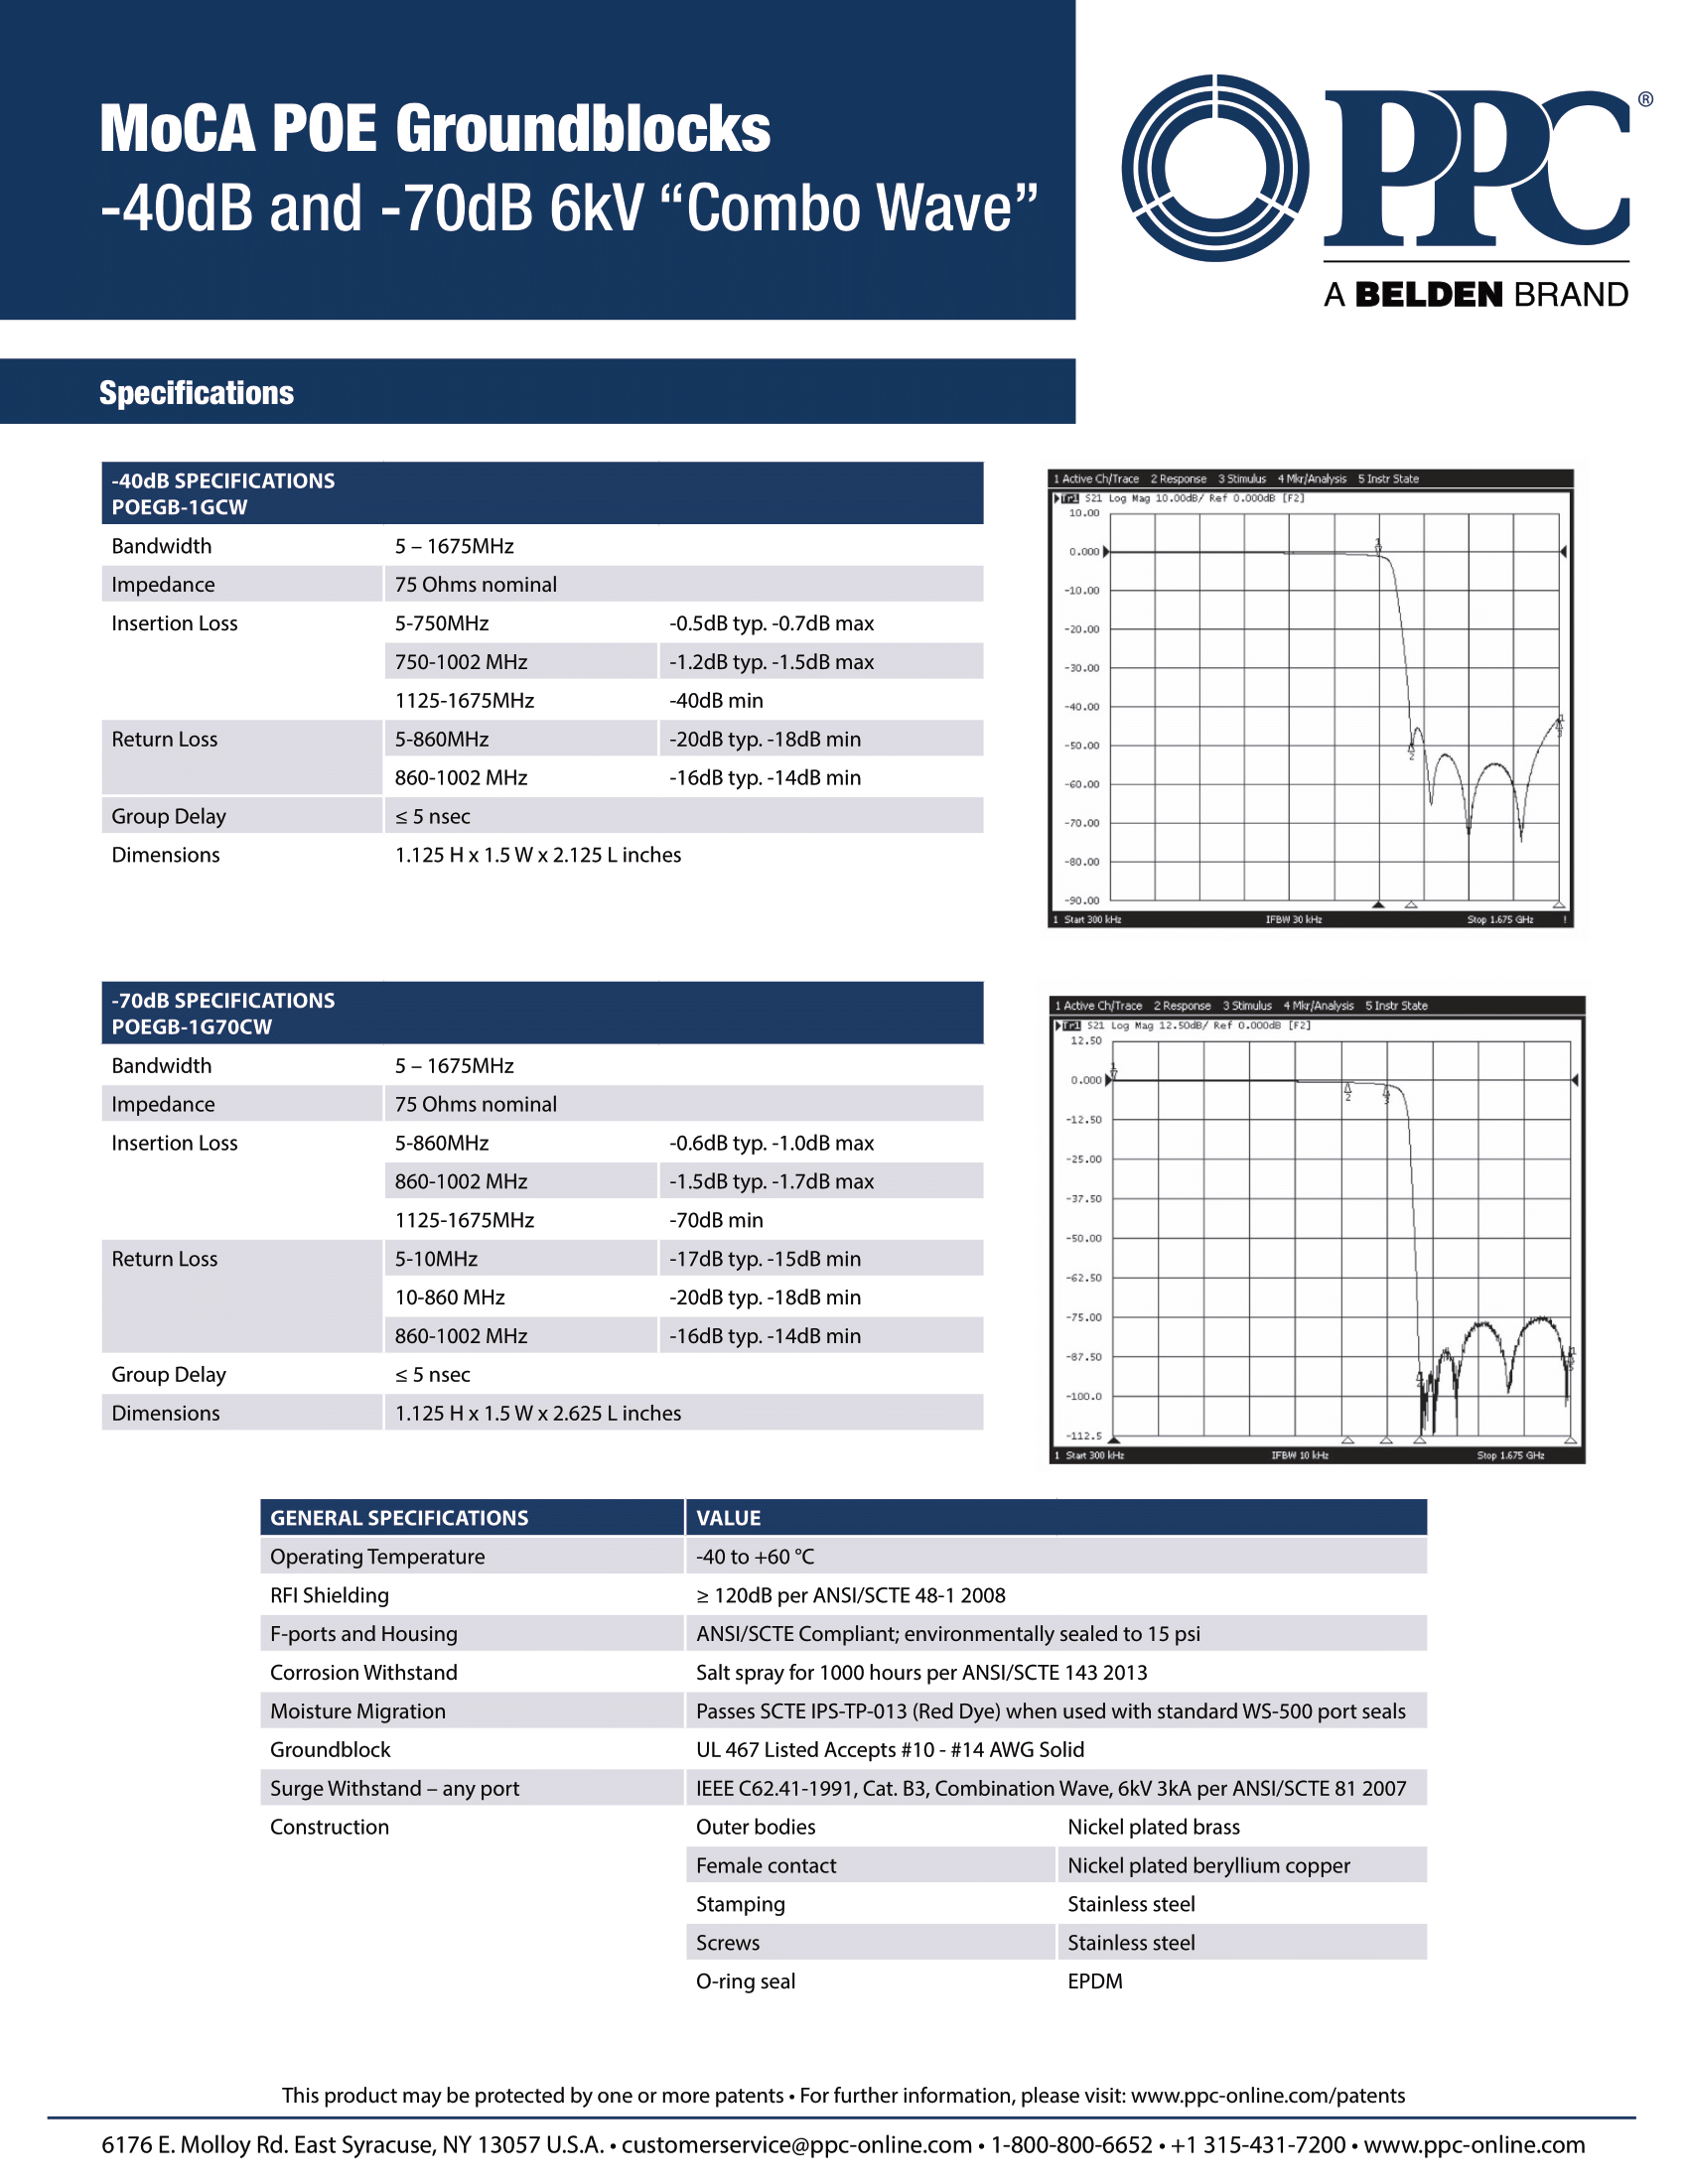 MoCA POE Groundblocks
-40dB and -70dB 6kV “Combo Wave”
PPC®
A BELDEN BRAND
Specifications
-40dB SPECIFICATIONS
POEGB-1GCW
Bandwidth 5 – 1675MHz
Impedance 75 Ohms nominal
Insertion Loss 5-750MHz -0.5dB typ. -0.7dB max
750-1002 MHz -1.2dB typ. -1.5dB max
1125-1675MHz -40dB min
Return Loss 5-860MHz -20dB typ. -18dB min
860-1002 MHz -16dB typ. -14dB min
Group Delay ≤ 5 nsec
Dimensions 1.125 H x 1.5 W x 2.125 L inches
1 Active Ch/Trace 2 Response 3 Stimulus 4 Mkr/Analysis 5 Instr State
Tr1 S21 Log Mag 10.00dB/ Ref 0.000dB [F2]
10.00
0.000
-10.00
-20.00
-30.00
-40.00
-50.00
-60.00
-70.00
-80.00
-90.00
1
2
1 Start 300 kHz IFBW 30 kHz Stop 1.675 GHz !
-70dB SPECIFICATIONS
POEGB-1G70CW
Bandwidth 5 – 1675MHz
Impedance 75 Ohms nominal
Insertion Loss 5-860MHz -0.6dB typ. -1.0dB max
860-1002 MHz -1.5dB typ. -1.7dB max
1125-1675MHz -70dB min
Return Loss 5-10MHz -17dB typ. -15dB min
10-860 MHz -20dB typ. -18dB min
860-1002 MHz -16dB typ. -14dB min
Group Delay ≤ 5 nsec
Dimensions 1.125 H x 1.5 W x 2.625 L inches
1 Active Ch/Trace 2 Response 3 Stimulus 4 Mkr/Analysis 5 Instr State
Tr1 S21 Log Mag 12.50dB/ Ref 0.000dB [F2]
12.50
0.000
-12.50
-25.00
-37.50
-50.00
-62.50
-75.00
-87.50
-100.0
-112.5
1
2
3
1 Start 300 kHz IFBW 10 kHz Stop 1.675 GHz
GENERAL SPECIFICATIONS VALUE
Operating Temperature -40 to +60 °C
RFI Shielding ≥ 120dB per ANSI/SCTE 48-1 2008
F-ports and Housing ANSI/SCTE Compliant; environmentally sealed to 15 psi
Corrosion Withstand Salt spray for 1000 hours per ANSI/SCTE 143 2013
Moisture Migration Passes SCTE IPS-TP-013 (Red Dye) when used with standard WS-500 port seals
Groundblock UL 467 Listed Accepts #10 - #14 AWG Solid
Surge Withstand – any port IEEE C62.41-1991, Cat. B3, Combination Wave, 6kV 3kA per ANSI/SCTE 81 2007
Construction Outer bodies Nickel plated brass
Female contact Nickel plated beryllium copper
Stamping Stainless steel
Screws Stainless steel
O-ring seal EPDM
This product may be protected by one or more patents • For further information, please visit: www.ppc-online.com/patents
6176 E. Molloy Rd. East Syracuse, NY 13057 U.S.A. • customerservice@ppc-online.com • 1-800-800-6652 • +1 315-431-7200 • www.ppc-online.com